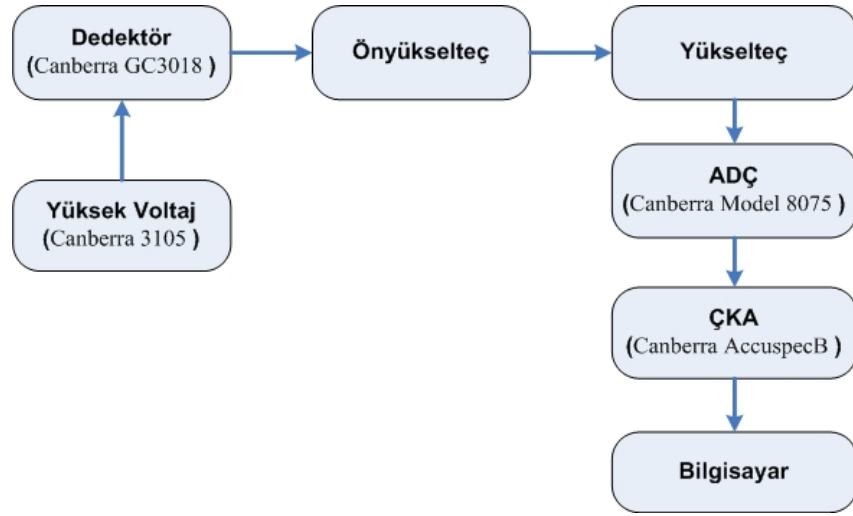 Dedektör
(Canberra GC3018 )
Önyükselteç
Yükselteç
Yüksek Voltaj
(Canberra 3105 )
ADÇ
(Canberra Model 8075 )
ÇKA
(Canberra AccuspecB )
Bilgisayar